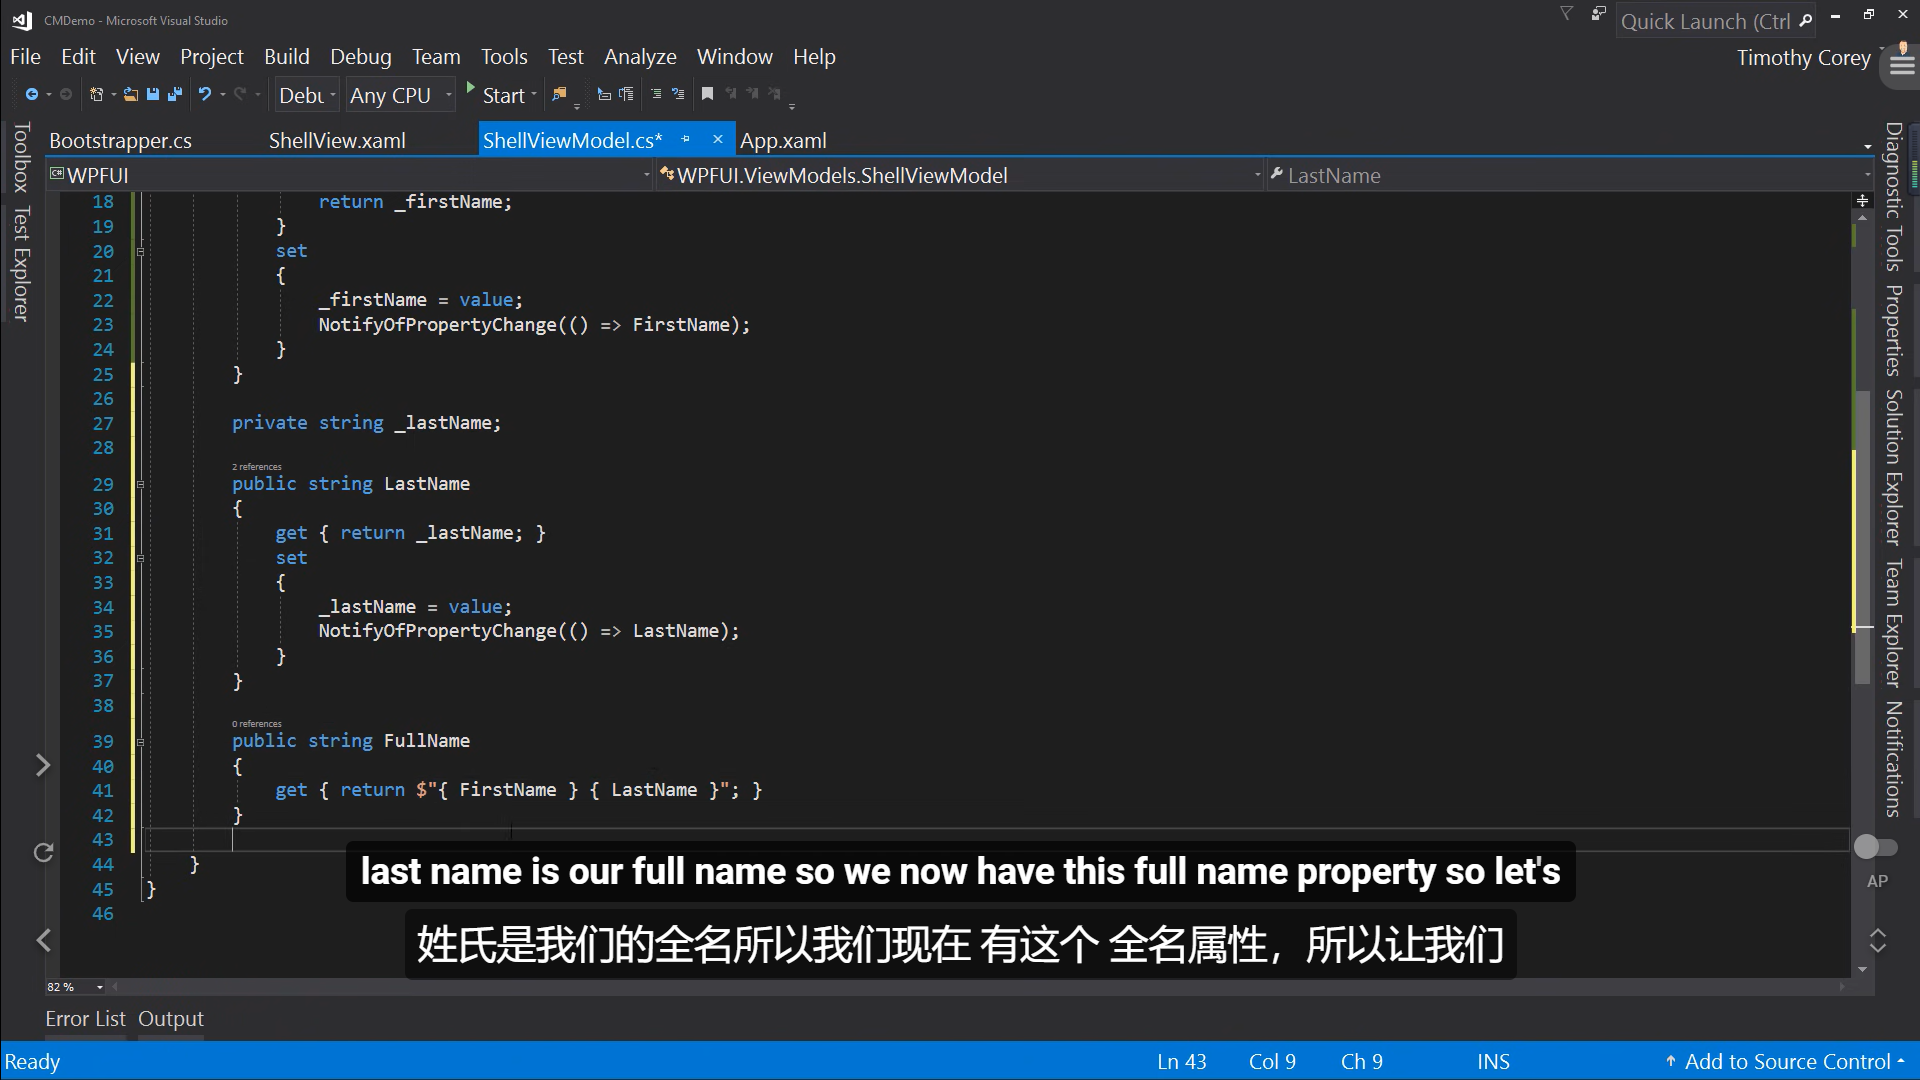 CMDemo - Microsoft Visual Studio
Quick Launch (Ctrl
File Edit View Project Build Debug Team Tools Test Analyze Window Help
Timothy Corey
Debu Any CPU Start
Bootstrapper.cs ShellView.xaml ShellViewModel.cs* App.xaml
C# WPFUI WPFUI.ViewModels.ShellViewModel LastName
Toolbox
Test Explorer
18 return _firstName;
19 }
20 set
21 {
22 _firstName = value;
23 NotifyOfPropertyChange(() => FirstName);
24 }
25 }
26
27 private string _lastName;
28
2 references
29 public string LastName
30 {
31 get { return _lastName; }
32 set
33 {
34 _lastName = value;
35 NotifyOfPropertyChange(() => LastName);
36 }
37 }
38
0 references
39 public string FullName
40 {
41 get { return $"{ FirstName } { LastName }"; }
42 }
43
44 }
45 }
46
last name is our full name so we now have this full name property so let's
姓氏是我们的全名所以我们现在 有这个 全名属性，所以让我们
Diagnostic Tools
Properties
Solution Explorer
Team Explorer
Notifications
AP
82 %
Error List Output
Ready Ln 43 Col 9 Ch 9 INS Add to Source Control